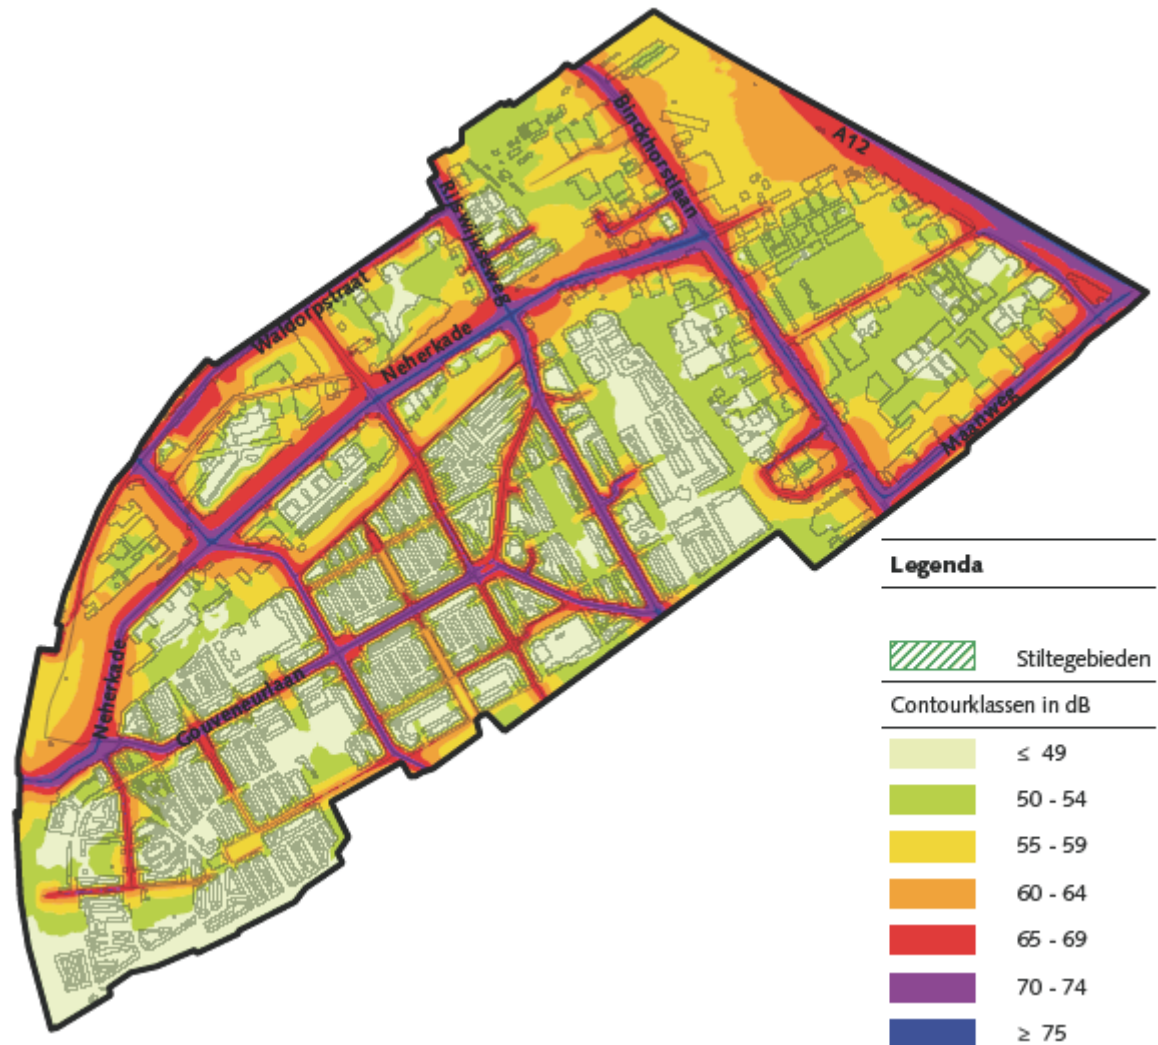 Binckhorstlaan
A12
Rijswijkseweg
Waldorpstraat
Neherkade
Maanweg
Neherkade
Gouveneurlaan
Legenda
Stiltegebieden
Contourklassen in dB
≤ 49
50 - 54
55 - 59
60 - 64
65 - 69
70 - 74
≥ 75